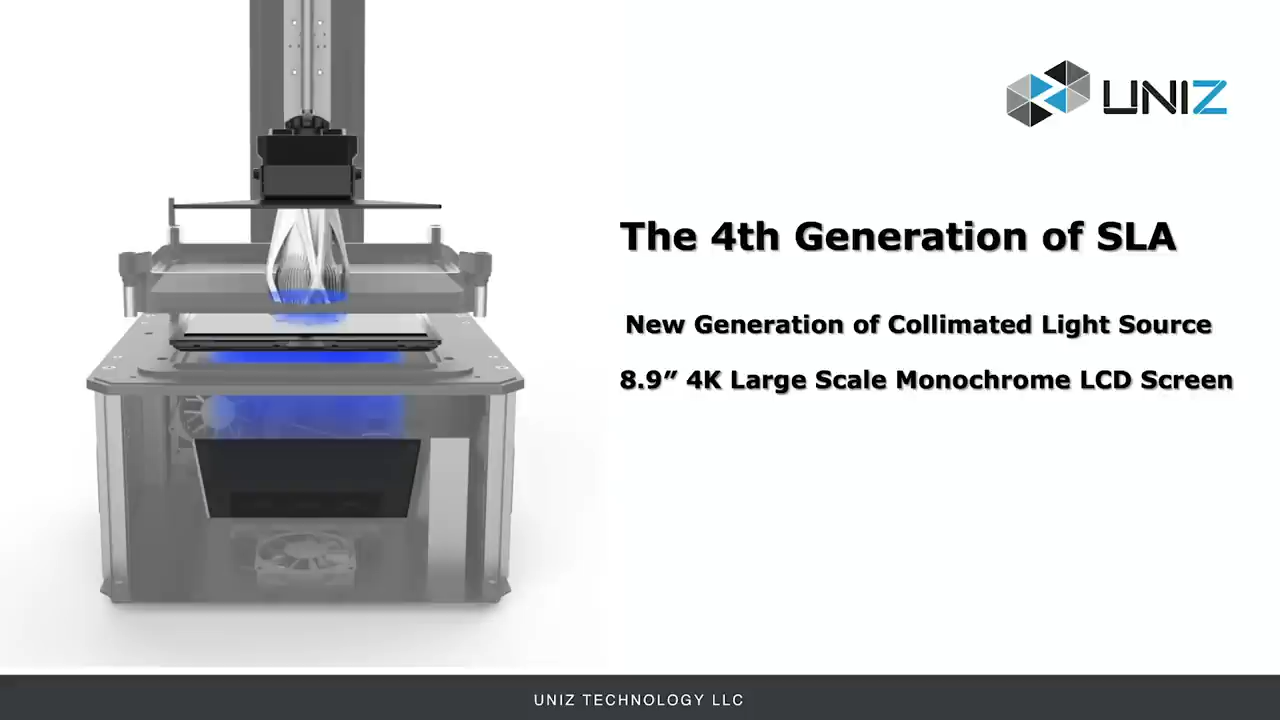 UNIZ
The 4th Generation of SLA
New Generation of Collimated Light Source
8.9″ 4K Large Scale Monochrome LCD Screen
UNIZ TECHNOLOGY LLC